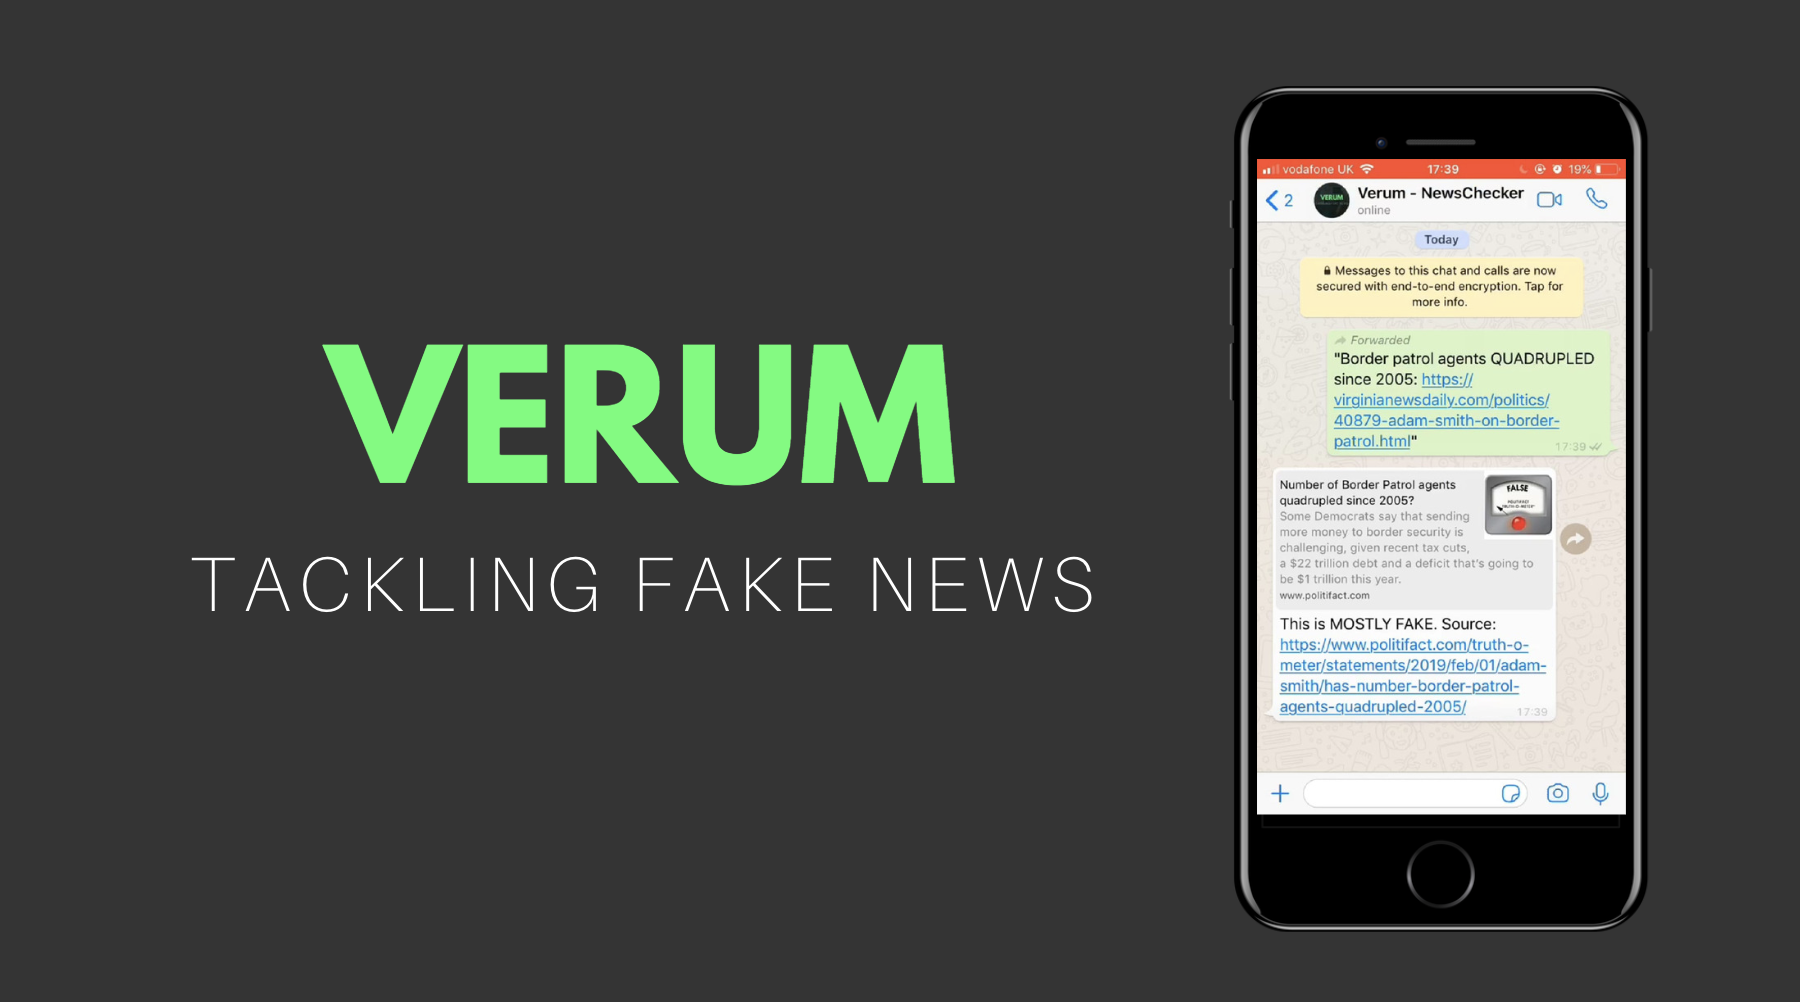 VERUM
TACKLING FAKE NEWS
vodafone UK
17:39
19%
2
VERUM
Verum - NewsChecker
online
Today
Messages to this chat and calls are now
secured with end-to-end encryption. Tap for
more info.
Forwarded
"Border patrol agents QUADRUPLED
since 2005: https://
virginianewsdaily.com/politics/
40879-adam-smith-on-border-
patrol.html"
17:39
Number of Border Patrol agents
quadrupled since 2005?
Some Democrats say that sending
more money to border security is
challenging, given recent tax cuts,
a $22 trillion debt and a deficit that's going to
be $1 trillion this year.
www.politifact.com
FALSE
POLITIFACT
TRUTH-O-METER
This is MOSTLY FAKE. Source:
https://www.politifact.com/truth-o-
meter/statements/2019/feb/01/adam-
smith/has-number-border-patrol-
agents-quadrupled-2005/
17:39